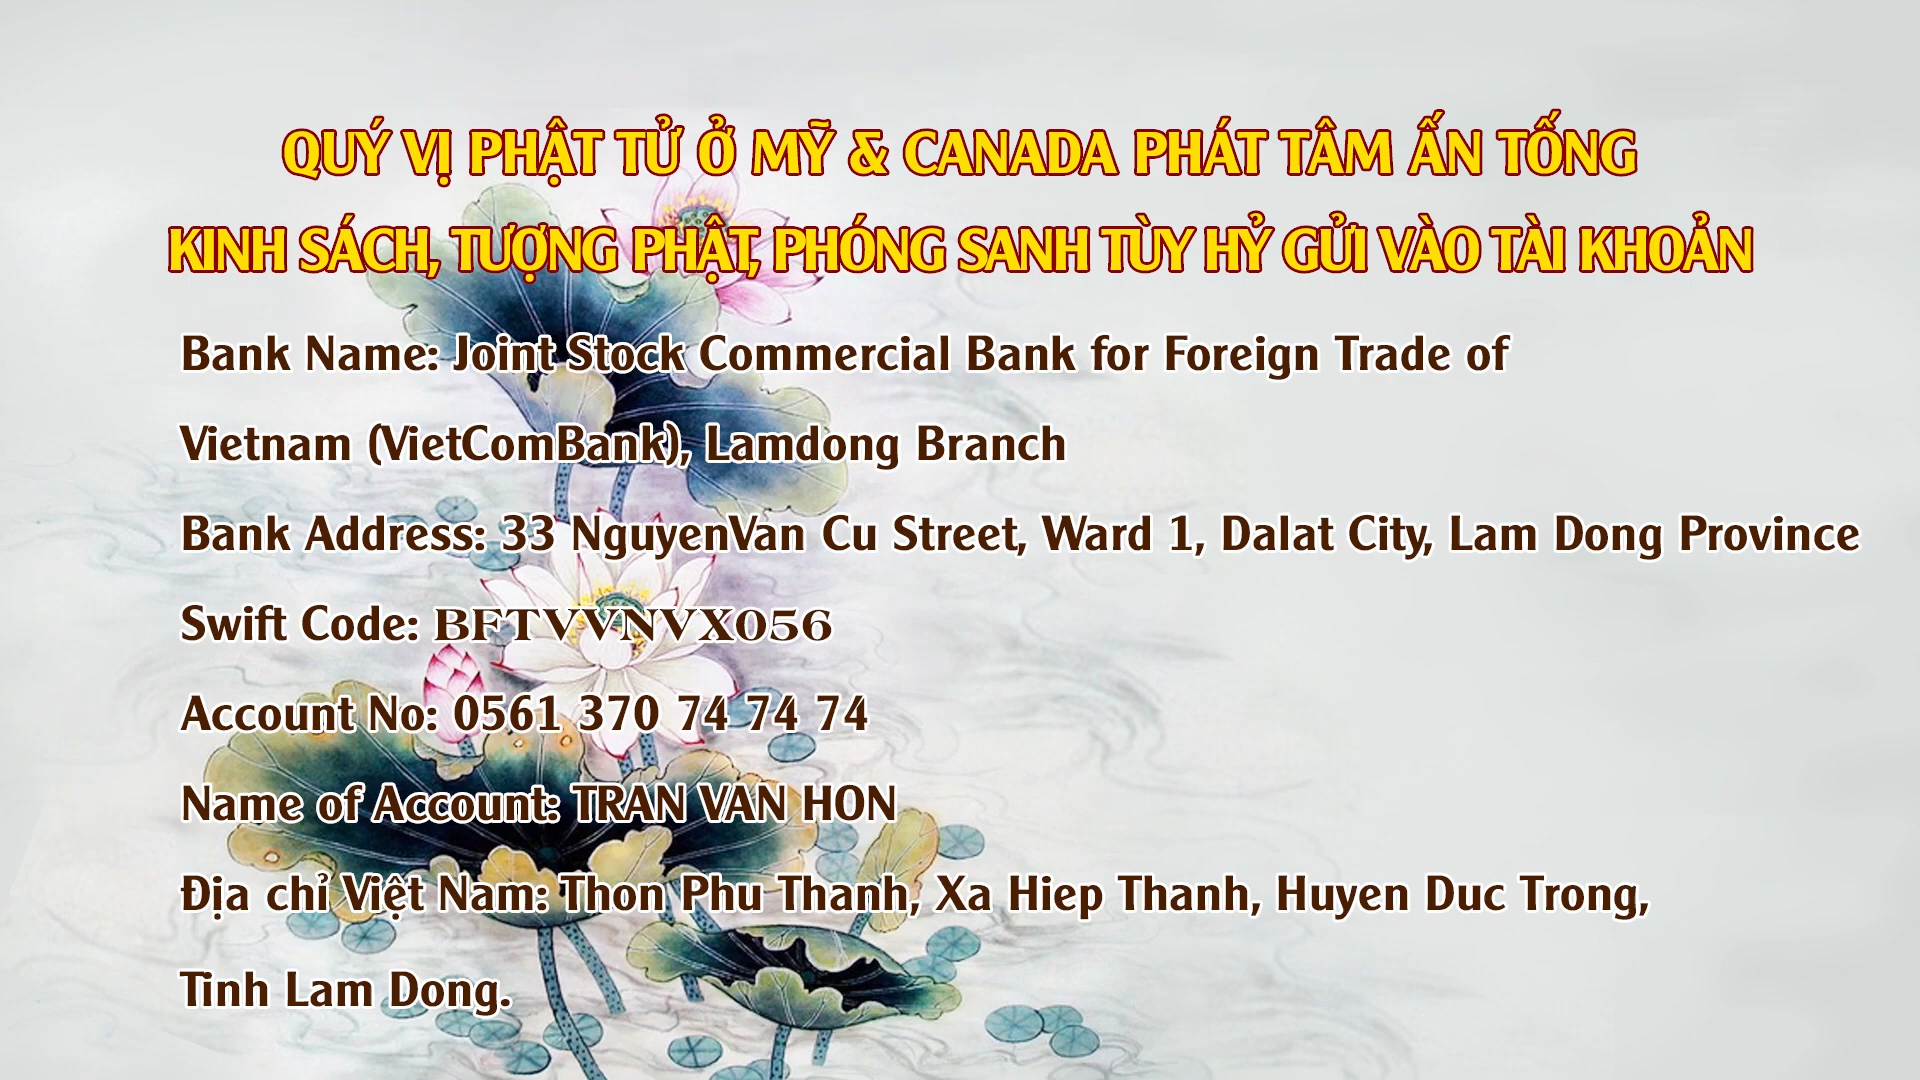 QUÝ VỊ PHẬT TỬ Ở MỸ & CANADA PHÁT TÂM ẤN TỐNG
KINH SÁCH, TƯỢNG PHẬT, PHÓNG SANH TÙY HỶ GỬI VÀO TÀI KHOẢN
Bank Name: Joint Stock Commercial Bank for Foreign Trade of
Vietnam (VietComBank), Lamdong Branch
Bank Address: 33 NguyenVan Cu Street, Ward 1, Dalat City, Lam Dong Province
Swift Code: BFTVVNVX056
Account No: 0561 370 74 74 74
Name of Account: TRAN VAN HON
Địa chỉ Việt Nam: Thon Phu Thanh, Xa Hiep Thanh, Huyen Duc Trong,
Tinh Lam Dong.